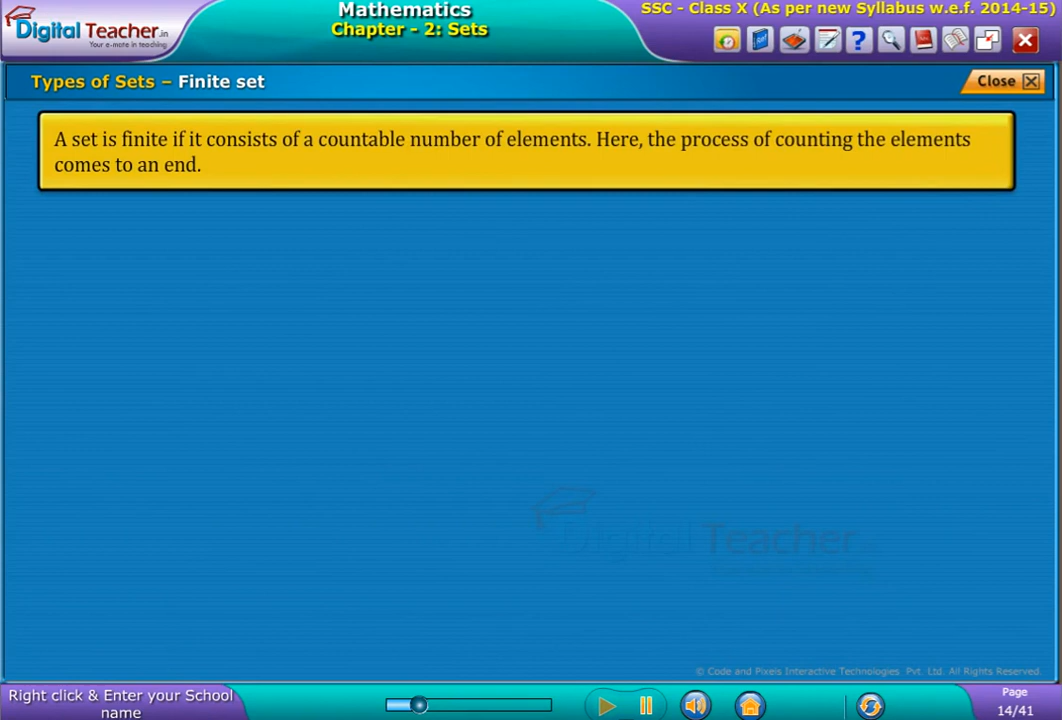 Digital Teacher.in
Your e-mate in teaching
Mathematics
Chapter - 2: Sets
SSC - Class X (As per new Syllabus w.e.f. 2014-15)
Types of Sets – Finite set
Close
A set is finite if it consists of a countable number of elements. Here, the process of counting the elements
comes to an end.
Digital Teacher
© Code and Pixels Interactive Technologies. Pvt. Ltd. All Rights Reserved.
Right click & Enter your School
name
Page
14/41